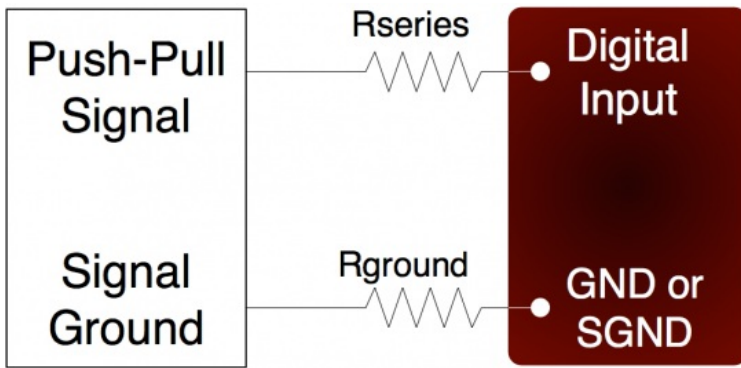 Rseries
Push-Pull
Signal
Digital
Input
Rground
Signal
Ground
GND or
SGND